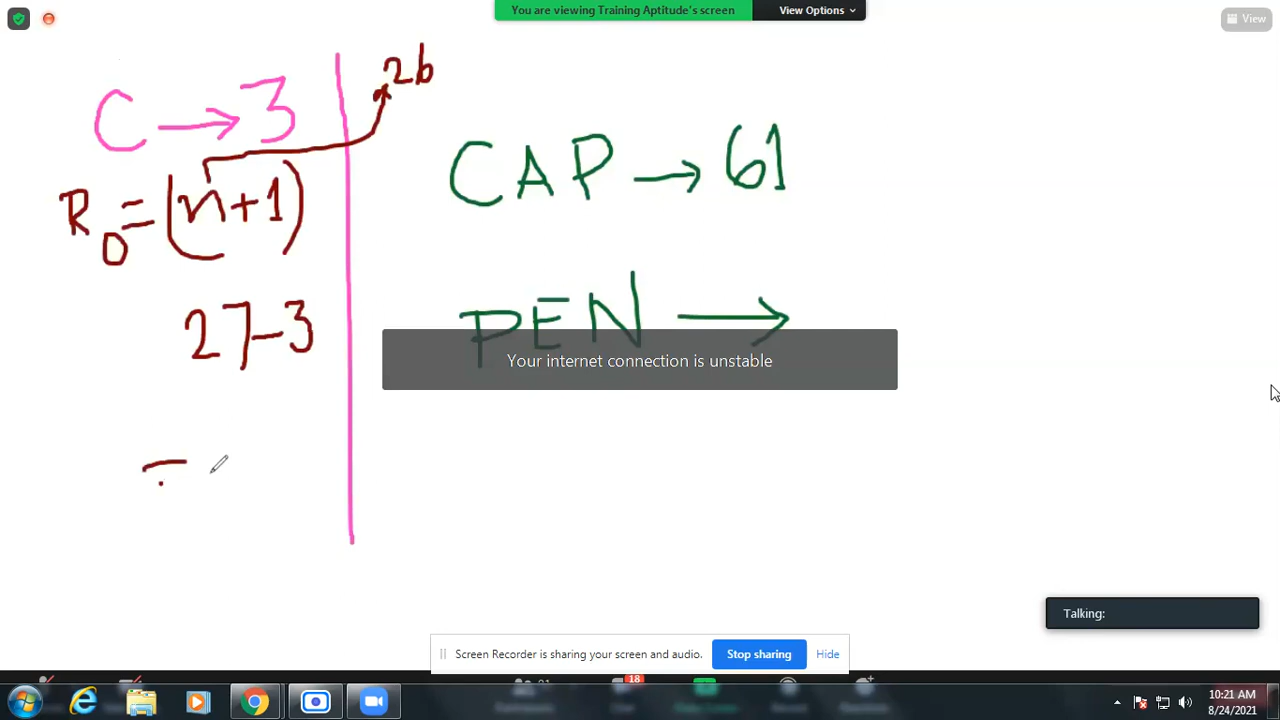 You are viewing Training Aptitude's screen
View Options
View
C → 3
26
R₀ = (n+1)
27-3
CAP → 61
PEN →
Your internet connection is unstable
Talking:
Screen Recorder is sharing your screen and audio.
Stop sharing
Hide
18
10:21 AM
8/24/2021